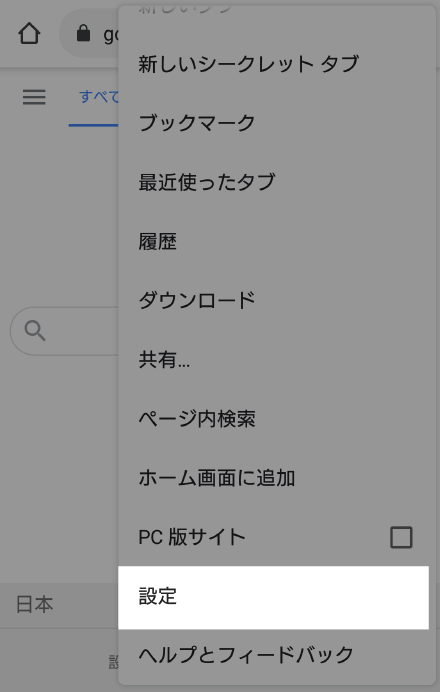 go
すべて
新しいシークレット タブ
ブックマーク
最近使ったタブ
履歴
ダウンロード
共有...
ページ内検索
ホーム画面に追加
PC 版サイト
設定
日本
ヘルプとフィードバック